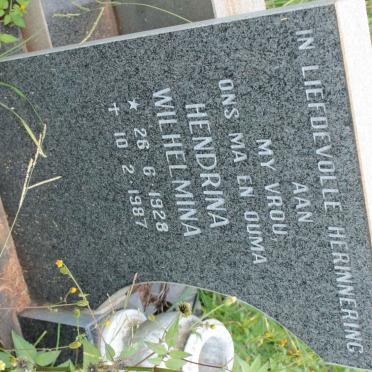 IN LIEFDEVOLLE HERINNERING
AAN
MY VROU,
ONS MA EN OUMA
HENDRINA
WILHELMINA
★ 26 6 1928
✝ 10 2 1987